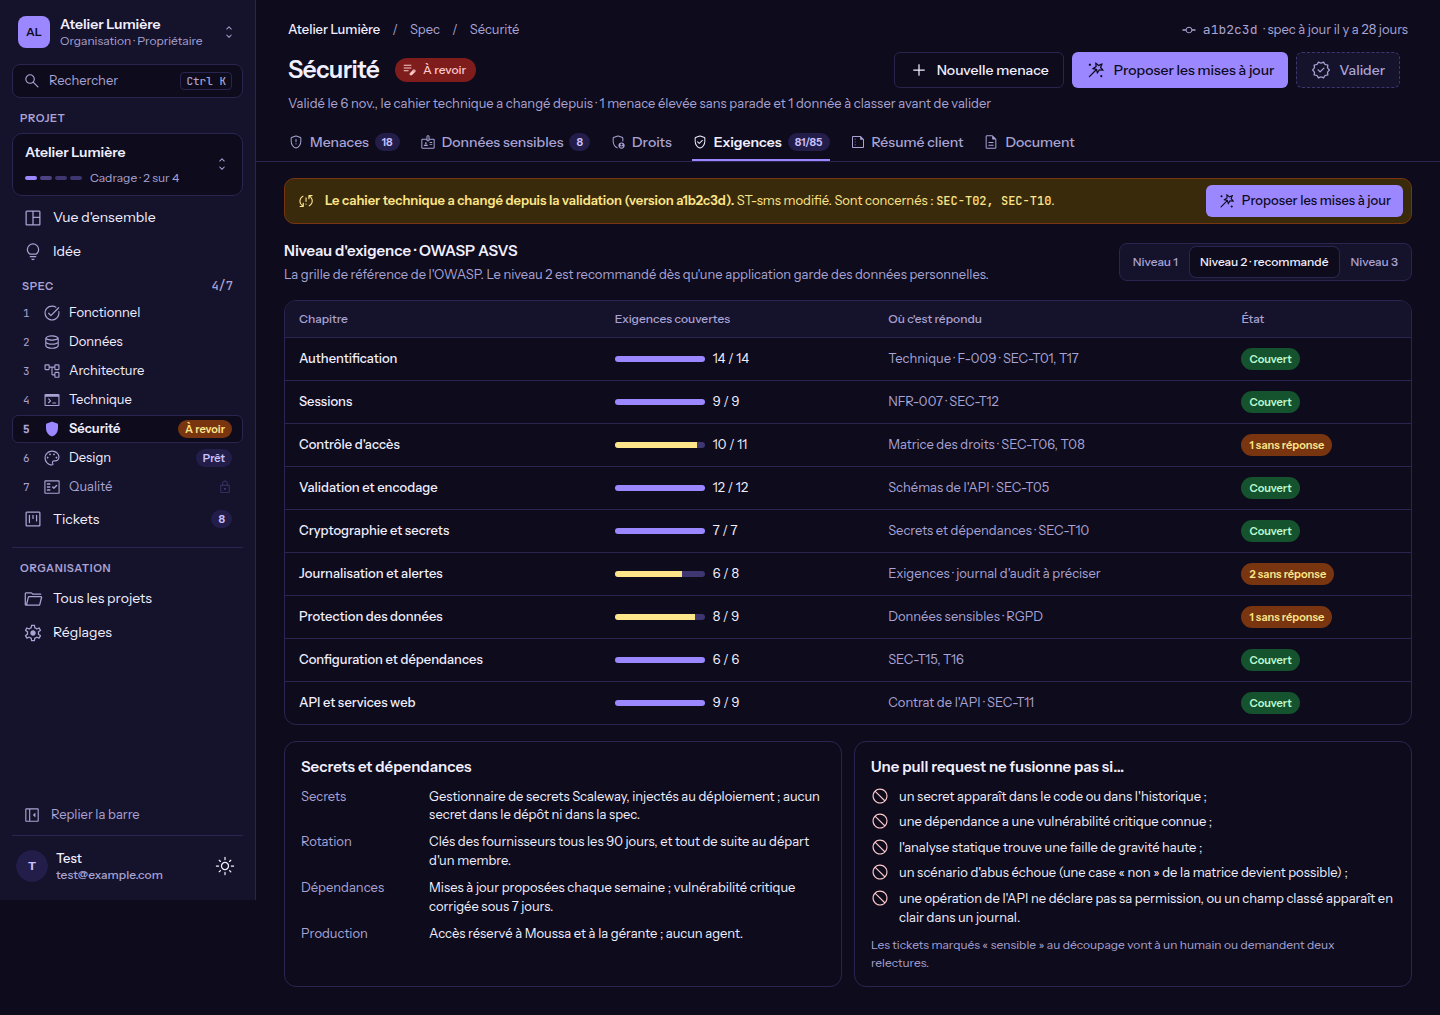 AL
Atelier Lumière
Organisation · Propriétaire
Rechercher
Ctrl K
PROJET
Atelier Lumière
Cadrage · 2 sur 4
Vue d'ensemble
Idée
SPEC 4/7
1 Fonctionnel
2 Données
3 Architecture
4 Technique
5 Sécurité À revoir
6 Design Prêt
7 Qualité
Tickets 8
ORGANISATION
Tous les projets
Réglages
Replier la barre
T
Test
test@example.com
Atelier Lumière / Spec / Sécurité
a1b2c3d · spec à jour il y a 28 jours
Sécurité À revoir
Nouvelle menace
Proposer les mises à jour
Valider
Validé le 6 nov., le cahier technique a changé depuis · 1 menace élevée sans parade et 1 donnée à classer avant de valider
Menaces 18
Données sensibles 8
Droits
Exigences 81/85
Résumé client
Document
Le cahier technique a changé depuis la validation (version a1b2c3d). ST-sms modifié. Sont concernés : SEC-T02, SEC-T10.
Proposer les mises à jour
Niveau d'exigence · OWASP ASVS
La grille de référence de l'OWASP. Le niveau 2 est recommandé dès qu'une application garde des données personnelles.
Niveau 1
Niveau 2 · recommandé
Niveau 3
Chapitre Exigences couvertes Où c'est répondu État
Authentification 14 / 14 Technique · F-009 · SEC-T01, T17 Couvert
Sessions 9 / 9 NFR-007 · SEC-T12 Couvert
Contrôle d'accès 10 / 11 Matrice des droits · SEC-T06, T08 1 sans réponse
Validation et encodage 12 / 12 Schémas de l'API · SEC-T05 Couvert
Cryptographie et secrets 7 / 7 Secrets et dépendances · SEC-T10 Couvert
Journalisation et alertes 6 / 8 Exigences · journal d'audit à préciser 2 sans réponse
Protection des données 8 / 9 Données sensibles · RGPD 1 sans réponse
Configuration et dépendances 6 / 6 SEC-T15, T16 Couvert
API et services web 9 / 9 Contrat de l'API · SEC-T11 Couvert
Secrets et dépendances
Secrets Gestionnaire de secrets Scaleway, injectés au déploiement ; aucun
secret dans le dépôt ni dans la spec.
Rotation Clés des fournisseurs tous les 90 jours, et tout de suite au départ
d'un membre.
Dépendances Mises à jour proposées chaque semaine ; vulnérabilité critique
corrigée sous 7 jours.
Production Accès réservé à Moussa et à la gérante ; aucun agent.
Une pull request ne fusionne pas si…
un secret apparaît dans le code ou dans l'historique ;
une dépendance a une vulnérabilité critique connue ;
l'analyse statique trouve une faille de gravité haute ;
un scénario d'abus échoue (une case « non » de la matrice devient possible) ;
une opération de l'API ne déclare pas sa permission, ou un champ classé apparaît en
clair dans un journal.
Les tickets marqués « sensible » au découpage vont à un humain ou demandent deux
relectures.